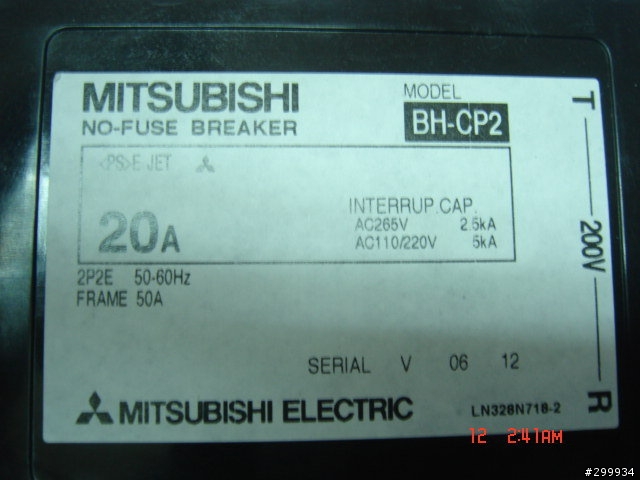 MITSUBISHI
NO-FUSE BREAKER
MODEL
BH-CP2
<PS>E JET
20A
INTERRUP.CAP.
AC265V 2.5kA
AC110/220V 5kA
2P2E 50-60Hz
FRAME 50A
SERIAL V 06 12
MITSUBISHI ELECTRIC
LN328N718-2
T
200V
R
12 2:41AM
#299934